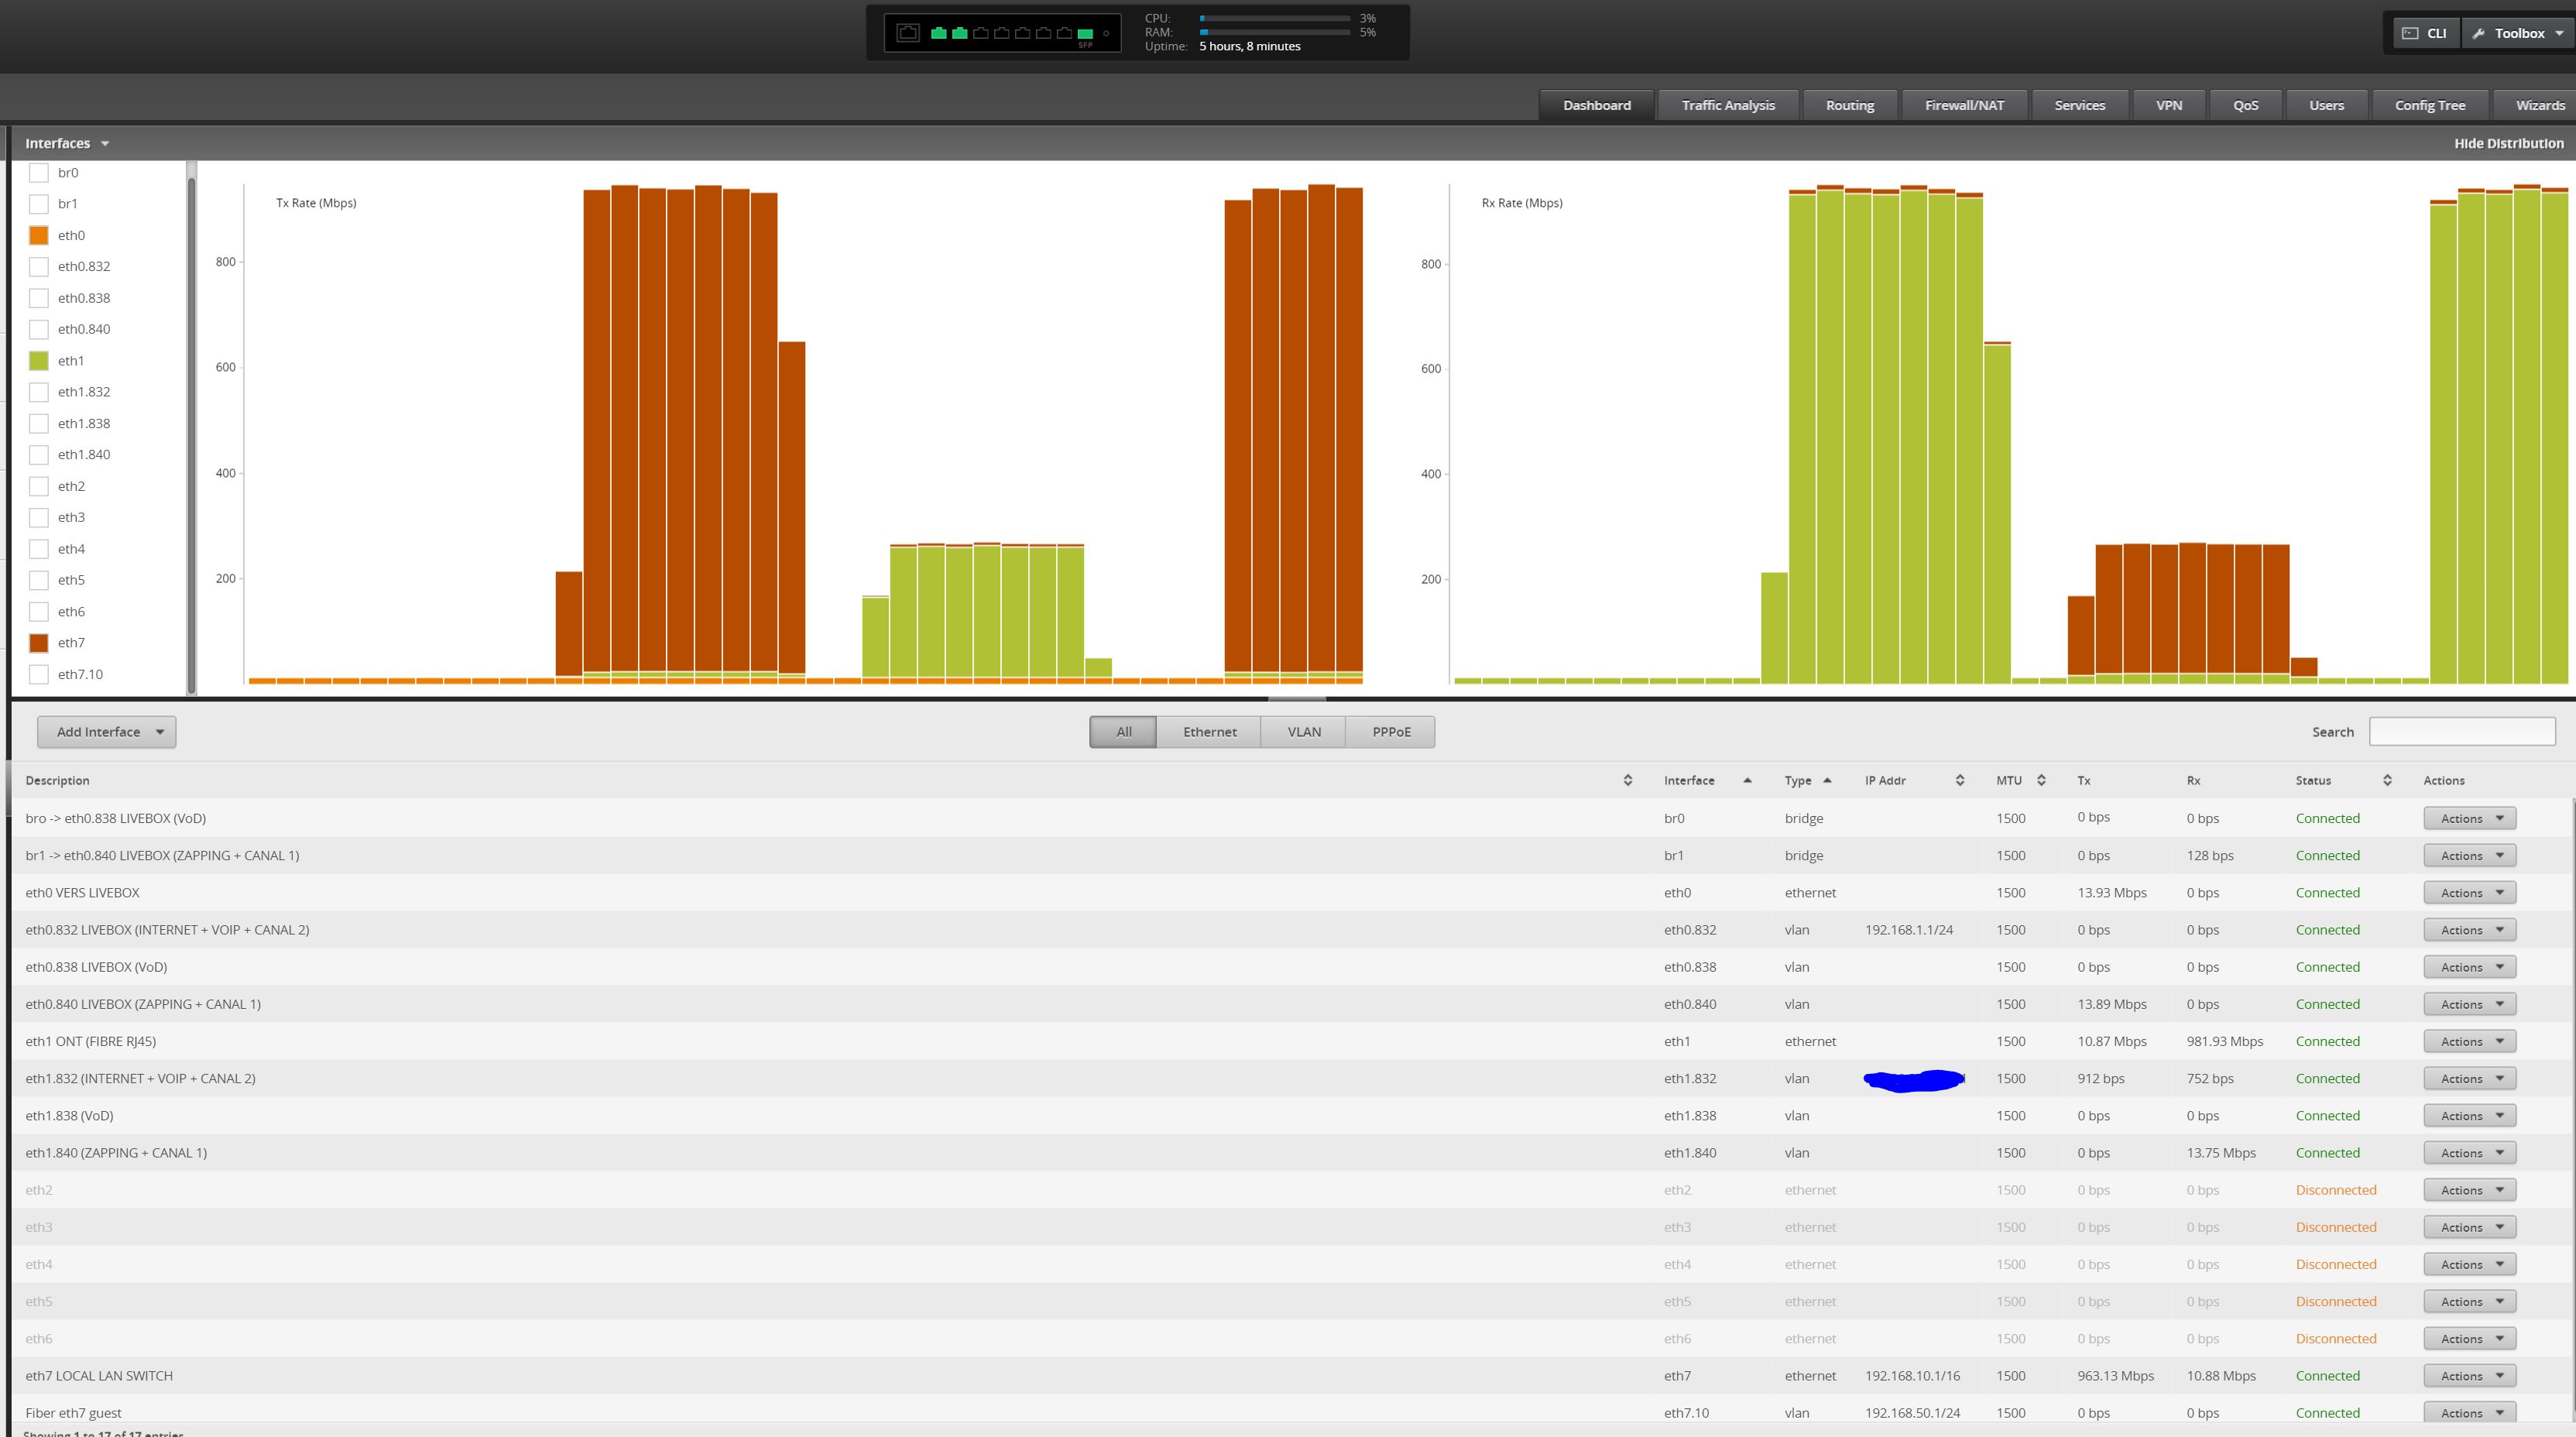 CPU: 3%
RAM: 5%
Uptime: 5 hours, 8 minutes
SFP
CLI Toolbox
Dashboard Traffic Analysis Routing Firewall/NAT Services VPN QoS Users Config Tree Wizards
Interfaces Hide Distribution
br0
br1
eth0
eth0.832
eth0.838
eth0.840
eth1
eth1.832
eth1.838
eth1.840
eth2
eth3
eth4
eth5
eth6
eth7
eth7.10
Tx Rate (Mbps)
800
600
400
200
Rx Rate (Mbps)
800
600
400
200
Add Interface All Ethernet VLAN PPPoE Search
Description Interface Type IP Addr MTU Tx Rx Status Actions
bro -> eth0.838 LIVEBOX (VoD) br0 bridge 1500 0 bps 0 bps Connected Actions
br1 -> eth0.840 LIVEBOX (ZAPPING + CANAL 1) br1 bridge 1500 0 bps 128 bps Connected Actions
eth0 VERS LIVEBOX eth0 ethernet 1500 13.93 Mbps 0 bps Connected Actions
eth0.832 LIVEBOX (INTERNET + VOIP + CANAL 2) eth0.832 vlan 192.168.1.1/24 1500 0 bps 0 bps Connected Actions
eth0.838 LIVEBOX (VoD) eth0.838 vlan 1500 0 bps 0 bps Connected Actions
eth0.840 LIVEBOX (ZAPPING + CANAL 1) eth0.840 vlan 1500 13.89 Mbps 0 bps Connected Actions
eth1 ONT (FIBRE RJ45) eth1 ethernet 1500 10.87 Mbps 981.93 Mbps Connected Actions
eth1.832 (INTERNET + VOIP + CANAL 2) eth1.832 vlan 1500 912 bps 752 bps Connected Actions
eth1.838 (VoD) eth1.838 vlan 1500 0 bps 0 bps Connected Actions
eth1.840 (ZAPPING + CANAL 1) eth1.840 vlan 1500 0 bps 13.75 Mbps Connected Actions
eth2 eth2 ethernet 1500 0 bps 0 bps Disconnected Actions
eth3 eth3 ethernet 1500 0 bps 0 bps Disconnected Actions
eth4 eth4 ethernet 1500 0 bps 0 bps Disconnected Actions
eth5 eth5 ethernet 1500 0 bps 0 bps Disconnected Actions
eth6 eth6 ethernet 1500 0 bps 0 bps Disconnected Actions
eth7 LOCAL LAN SWITCH eth7 ethernet 192.168.10.1/16 1500 963.13 Mbps 10.88 Mbps Connected Actions
Fiber eth7 guest eth7.10 vlan 192.168.50.1/24 1500 0 bps 0 bps Connected Actions
Showing 1 to 17 of 17 entries